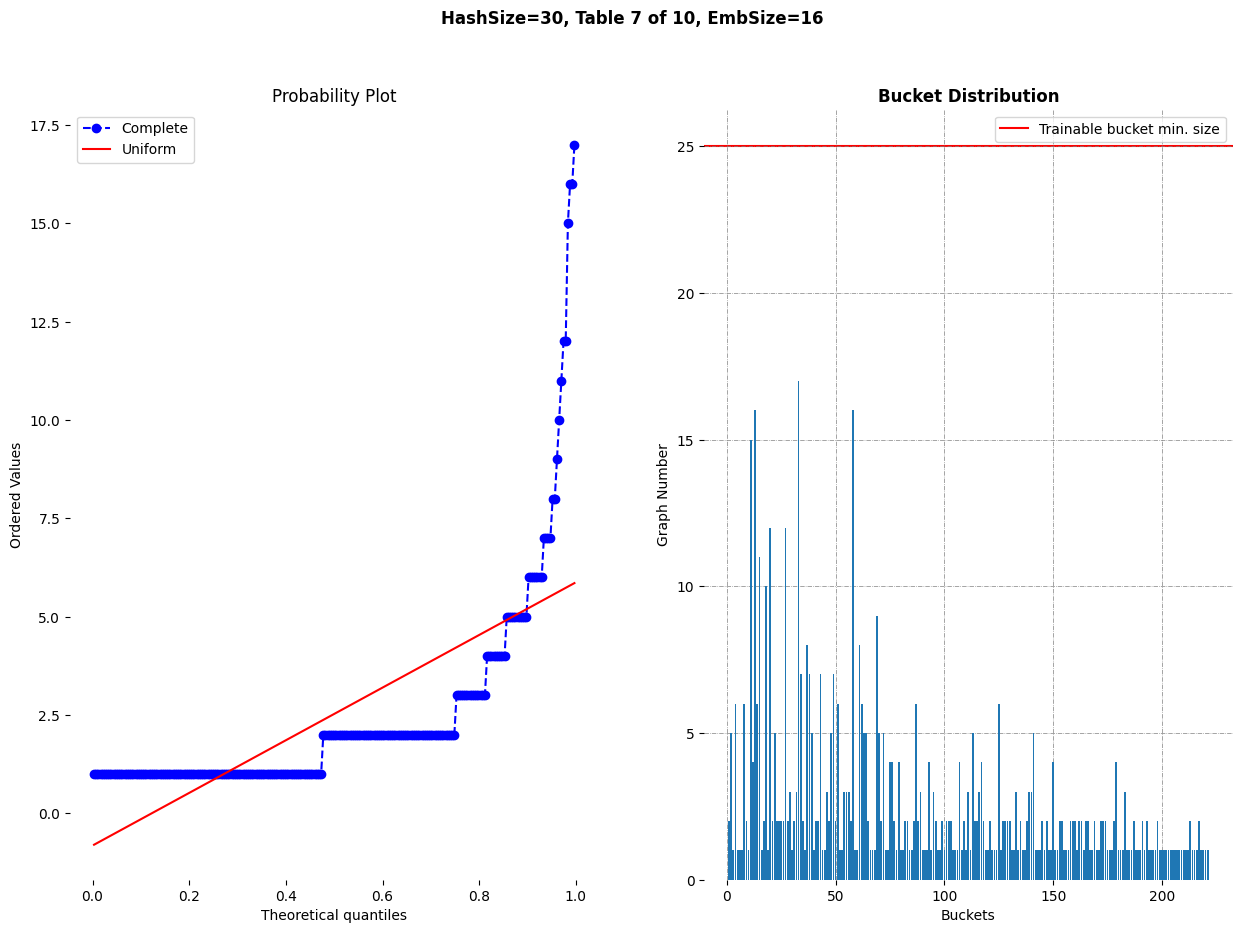 HashSize=30, Table 7 of 10, EmbSize=16
Probability Plot
Complete
Uniform
17.5
15.0
12.5
10.0
7.5
5.0
2.5
0.0
Ordered Values
0.0 0.2 0.4 0.6 0.8 1.0
Theoretical quantiles
Bucket Distribution
Trainable bucket min. size
25
20
15
10
5
0
Graph Number
0 50 100 150 200
Buckets